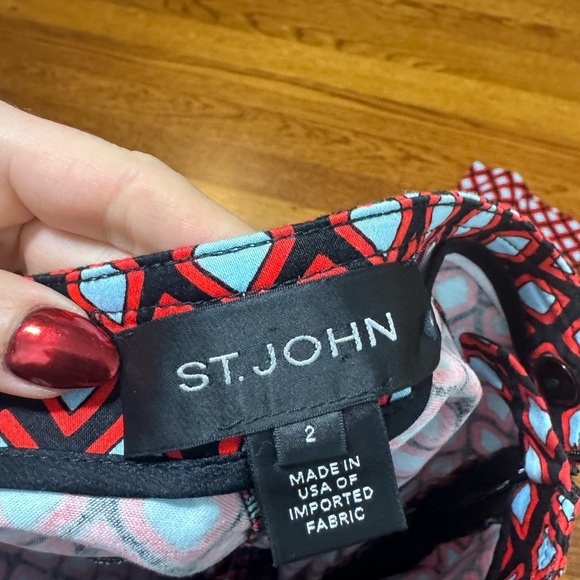 ST. JOHN
2
MADE IN
USA OF
IMPORTED
FABRIC